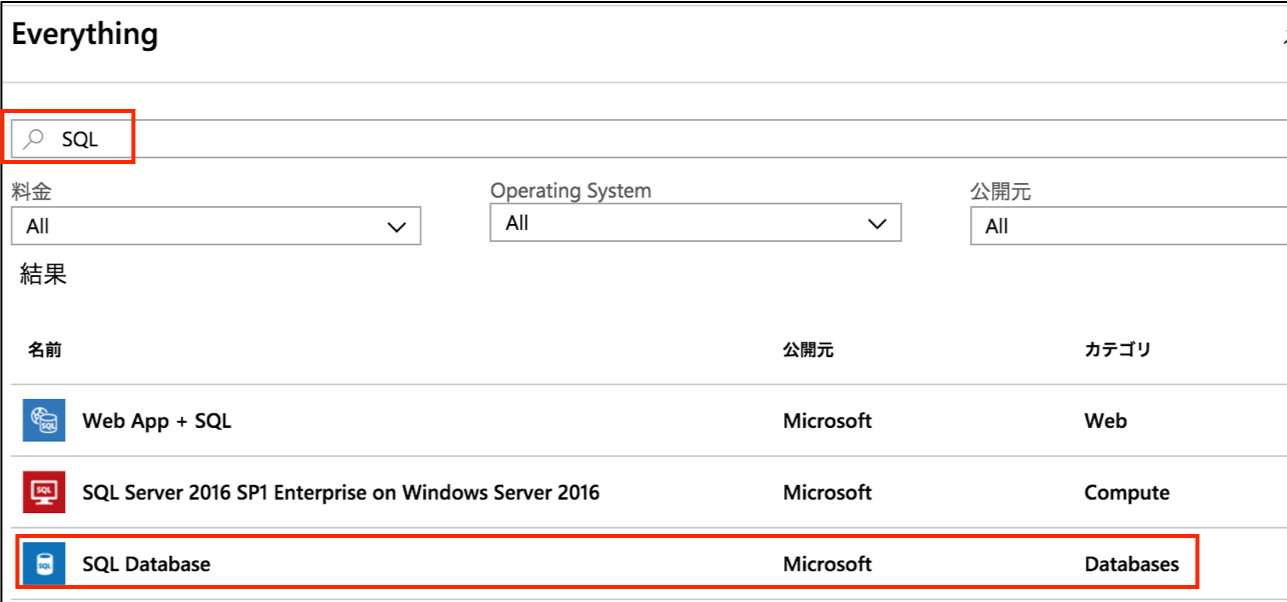 Everything
SQL
料金 Operating System 公開元
All All All
結果
名前 公開元 カテゴリ
Web App + SQL Microsoft Web
SQL Server 2016 SP1 Enterprise on Windows Server 2016 Microsoft Compute
SQL Database Microsoft Databases